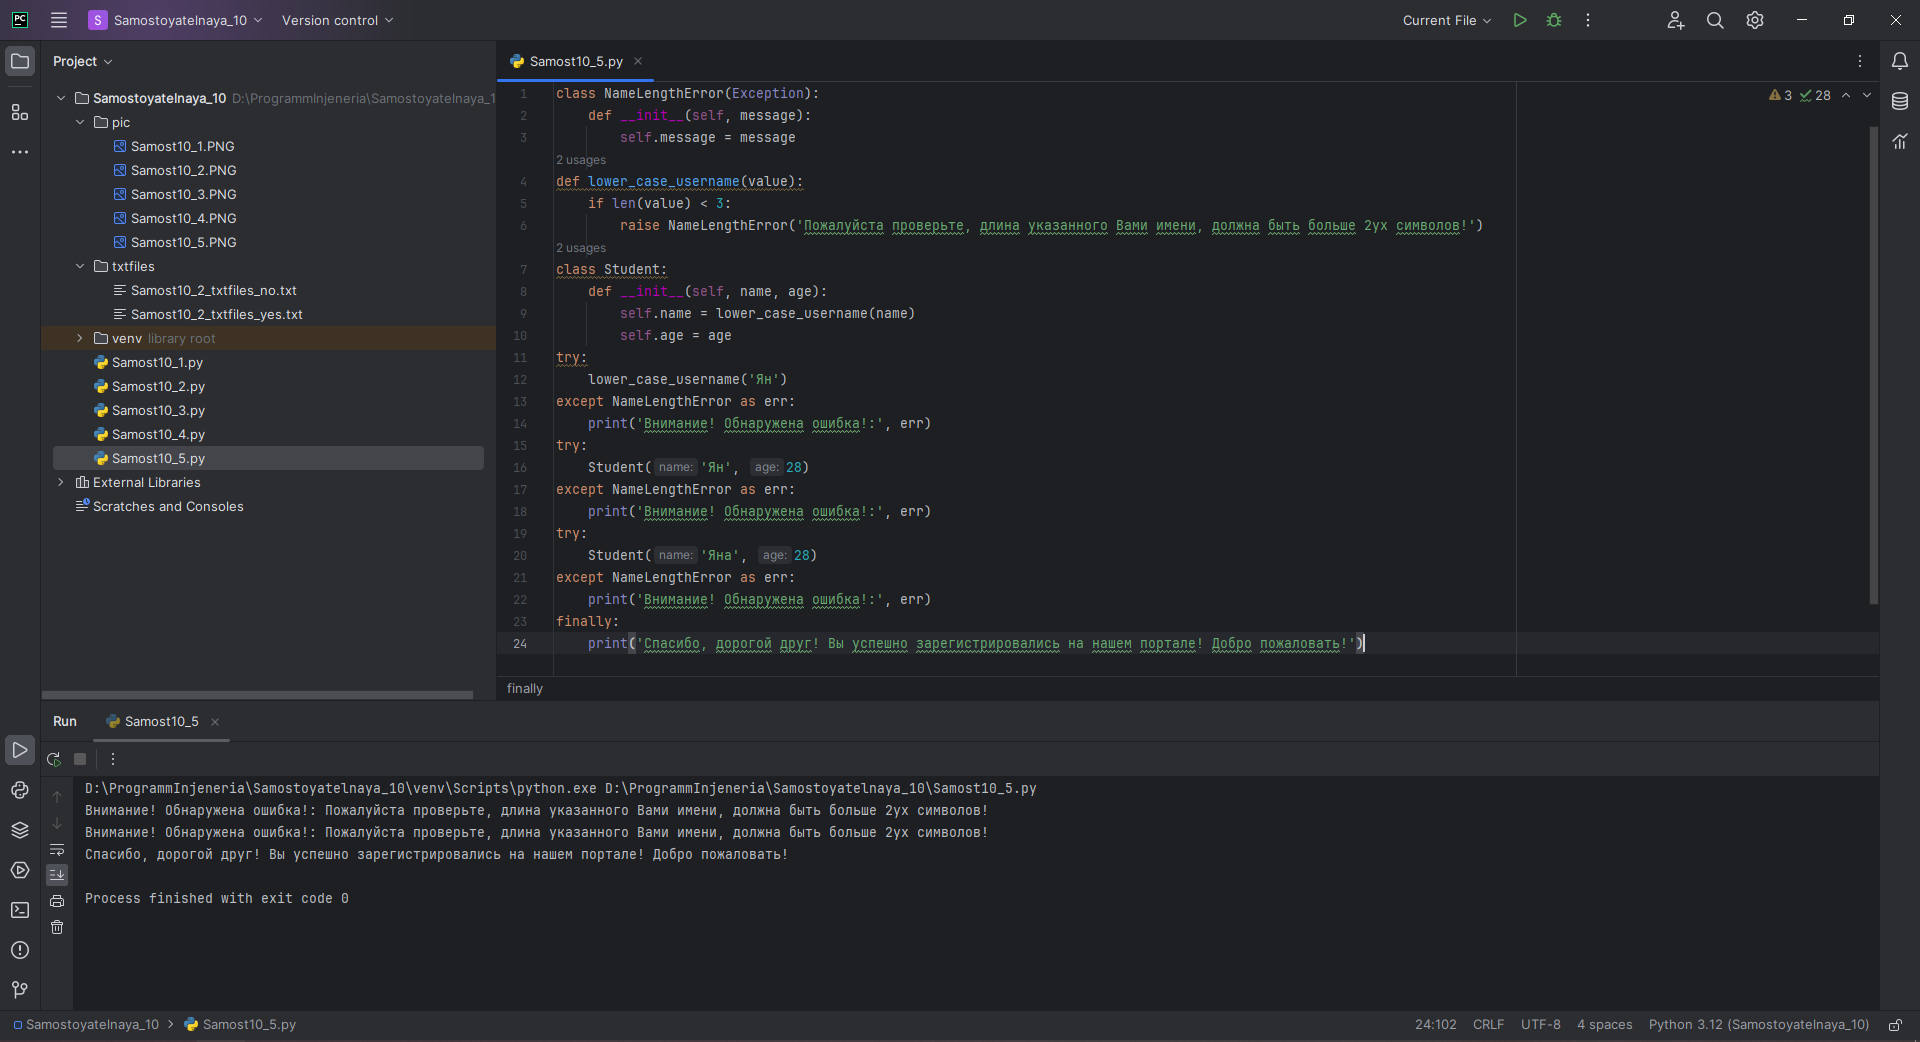 PC
S Samostoyatelnaya_10 Version control
Current File
Project
Samostoyatelnaya_10 D:\ProgrammInjeneria\Samostoyatelnaya_1
pic
Samost10_1.PNG
Samost10_2.PNG
Samost10_3.PNG
Samost10_4.PNG
Samost10_5.PNG
txtfiles
Samost10_2_txtfiles_no.txt
Samost10_2_txtfiles_yes.txt
venv library root
Samost10_1.py
Samost10_2.py
Samost10_3.py
Samost10_4.py
Samost10_5.py
External Libraries
Scratches and Consoles
Samost10_5.py
3 28
1 class NameLengthError(Exception):
2     def __init__(self, message):
3         self.message = message
2 usages
4 def lower_case_username(value):
5     if len(value) < 3:
6         raise NameLengthError('Пожалуйста проверьте, длина указанного Вами имени, должна быть больше 2ух символов!')
2 usages
7 class Student:
8     def __init__(self, name, age):
9         self.name = lower_case_username(name)
10         self.age = age
11 try:
12     lower_case_username('Ян')
13 except NameLengthError as err:
14     print('Внимание! Обнаружена ошибка!:', err)
15 try:
16     Student( name: 'Ян', age: 28)
17 except NameLengthError as err:
18     print('Внимание! Обнаружена ошибка!:', err)
19 try:
20     Student( name: 'Яна', age: 28)
21 except NameLengthError as err:
22     print('Внимание! Обнаружена ошибка!:', err)
23 finally:
24     print('Спасибо, дорогой друг! Вы успешно зарегистрировались на нашем портале! Добро пожаловать!')
finally
Run Samost10_5
D:\ProgrammInjeneria\Samostoyatelnaya_10\venv\Scripts\python.exe D:\ProgrammInjeneria\Samostoyatelnaya_10\Samost10_5.py
Внимание! Обнаружена ошибка!: Пожалуйста проверьте, длина указанного Вами имени, должна быть больше 2ух символов!
Внимание! Обнаружена ошибка!: Пожалуйста проверьте, длина указанного Вами имени, должна быть больше 2ух символов!
Спасибо, дорогой друг! Вы успешно зарегистрировались на нашем портале! Добро пожаловать!
Process finished with exit code 0
Samostoyatelnaya_10 > Samost10_5.py
24:102 CRLF UTF-8 4 spaces Python 3.12 (Samostoyatelnaya_10)